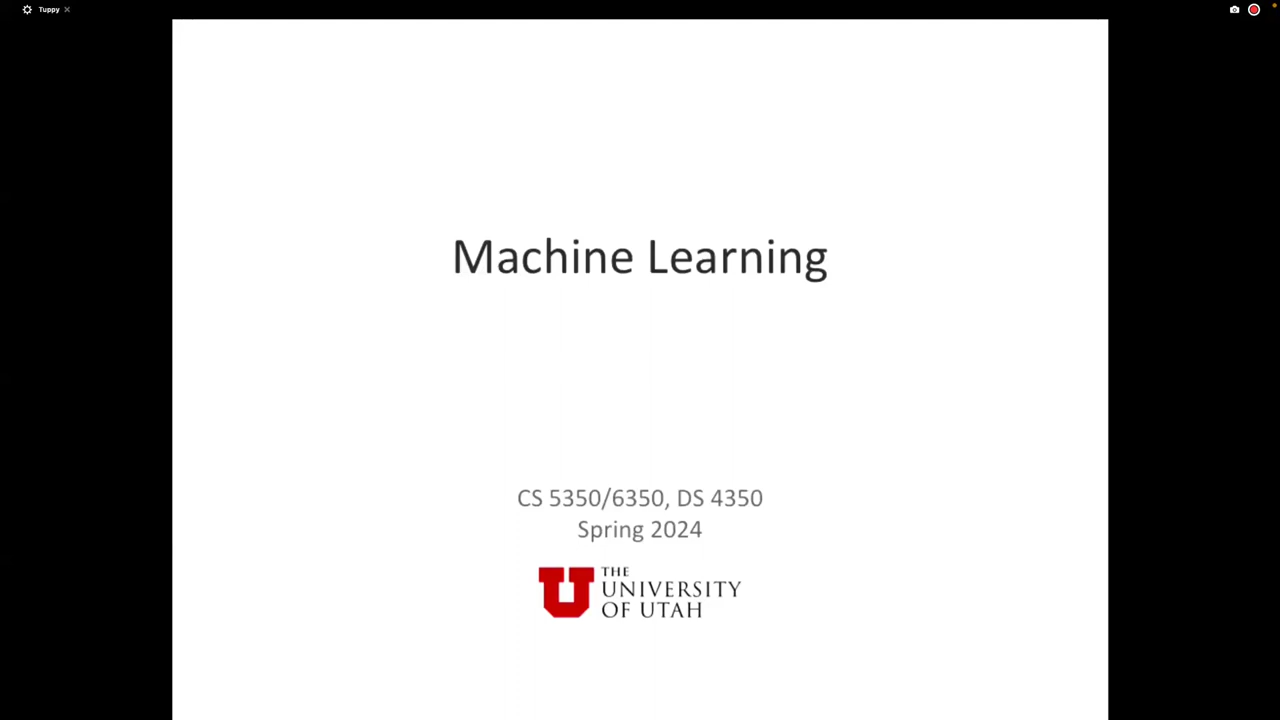 Tuppy
Machine Learning
CS 5350/6350, DS 4350
Spring 2024
THE
UNIVERSITY
OF UTAH